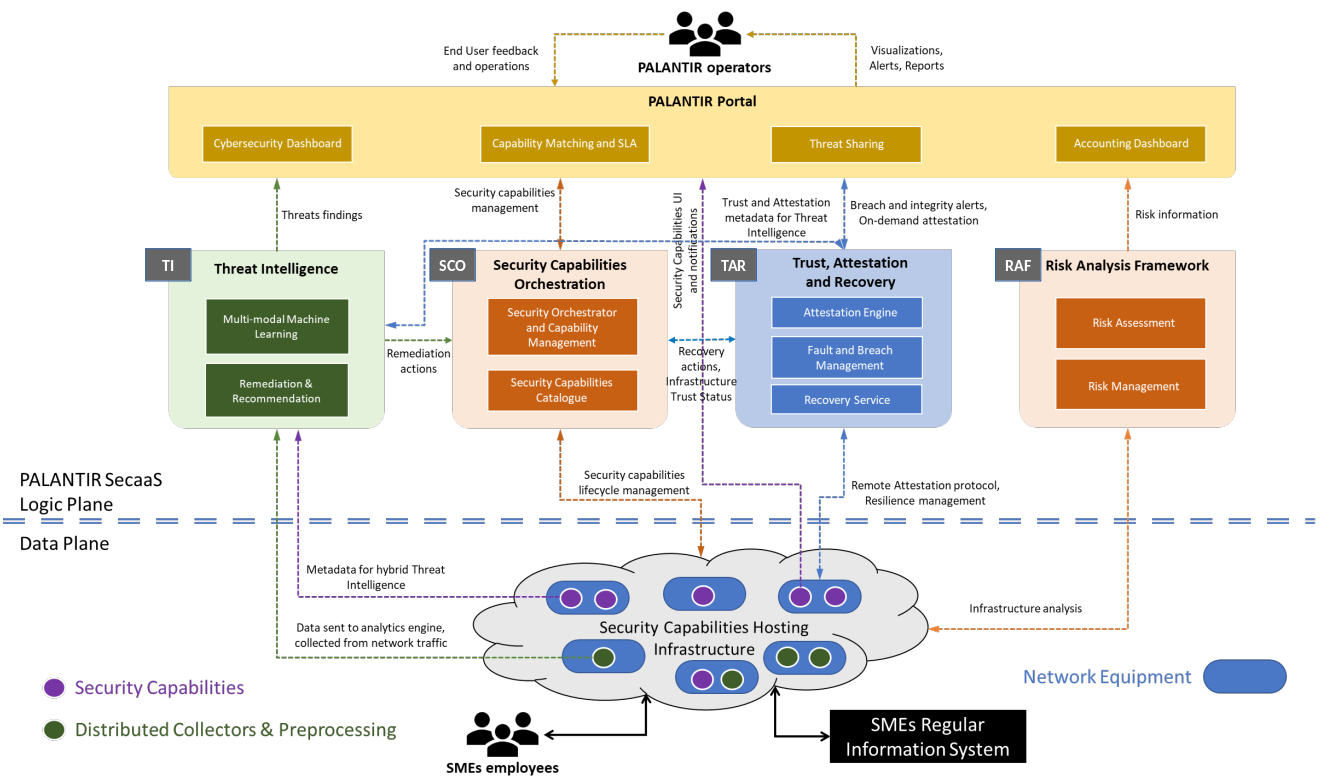 End User feedback
and operations
PALANTIR operators
Visualizations,
Alerts, Reports
PALANTIR Portal
Cybersecurity Dashboard
Capability Matching and SLA
Threat Sharing
Accounting Dashboard
Threats findings
Security capabilities
management
Security Capabilities UI
and notifications
Trust and Attestation
metadata for Threat
Intelligence
Breach and integrity alerts,
On-demand attestation
Risk information
TI
Threat Intelligence
Multi-modal Machine
Learning
Remediation &
Recommendation
Remediation
actions
SCO
Security Capabilities
Orchestration
Security Orchestrator
and Capability
Management
Security Capabilities
Catalogue
Recovery
actions,
Infrastructure
Trust Status
TAR
Trust, Attestation
and Recovery
Attestation Engine
Fault and Breach
Management
Recovery Service
RAF
Risk Analysis Framework
Risk Assessment
Risk Management
PALANTIR SecaaS
Logic Plane
Security capabilities
lifecycle management
Remote Attestation protocol,
Resilience management
Data Plane
Metadata for hybrid Threat
Intelligence
Data sent to analytics engine,
collected from network traffic
Security Capabilities Hosting
Infrastructure
Infrastructure analysis
Security Capabilities
Distributed Collectors & Preprocessing
Network Equipment
SMEs employees
SMEs Regular
Information System